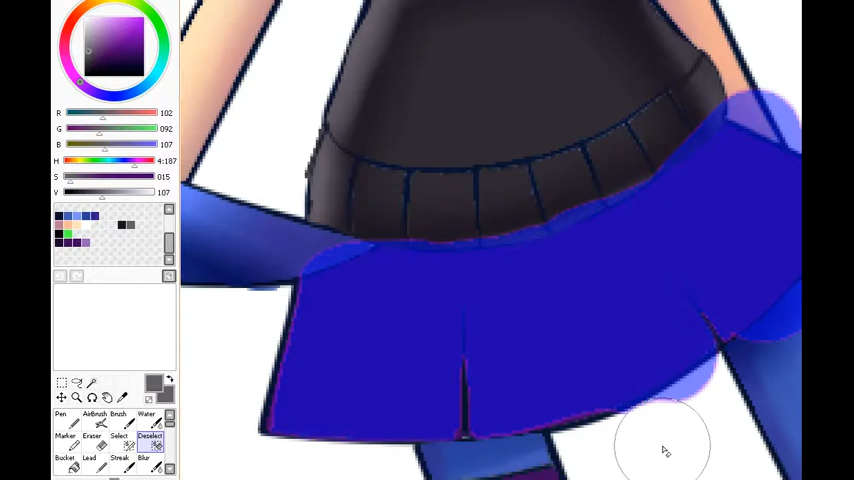 R 102
G 092
B 107
H 4:187
S 015
V 107
Pen AirBrush Brush Water
Marker Eraser Select Deselect
Bucket Lead Streak Blur